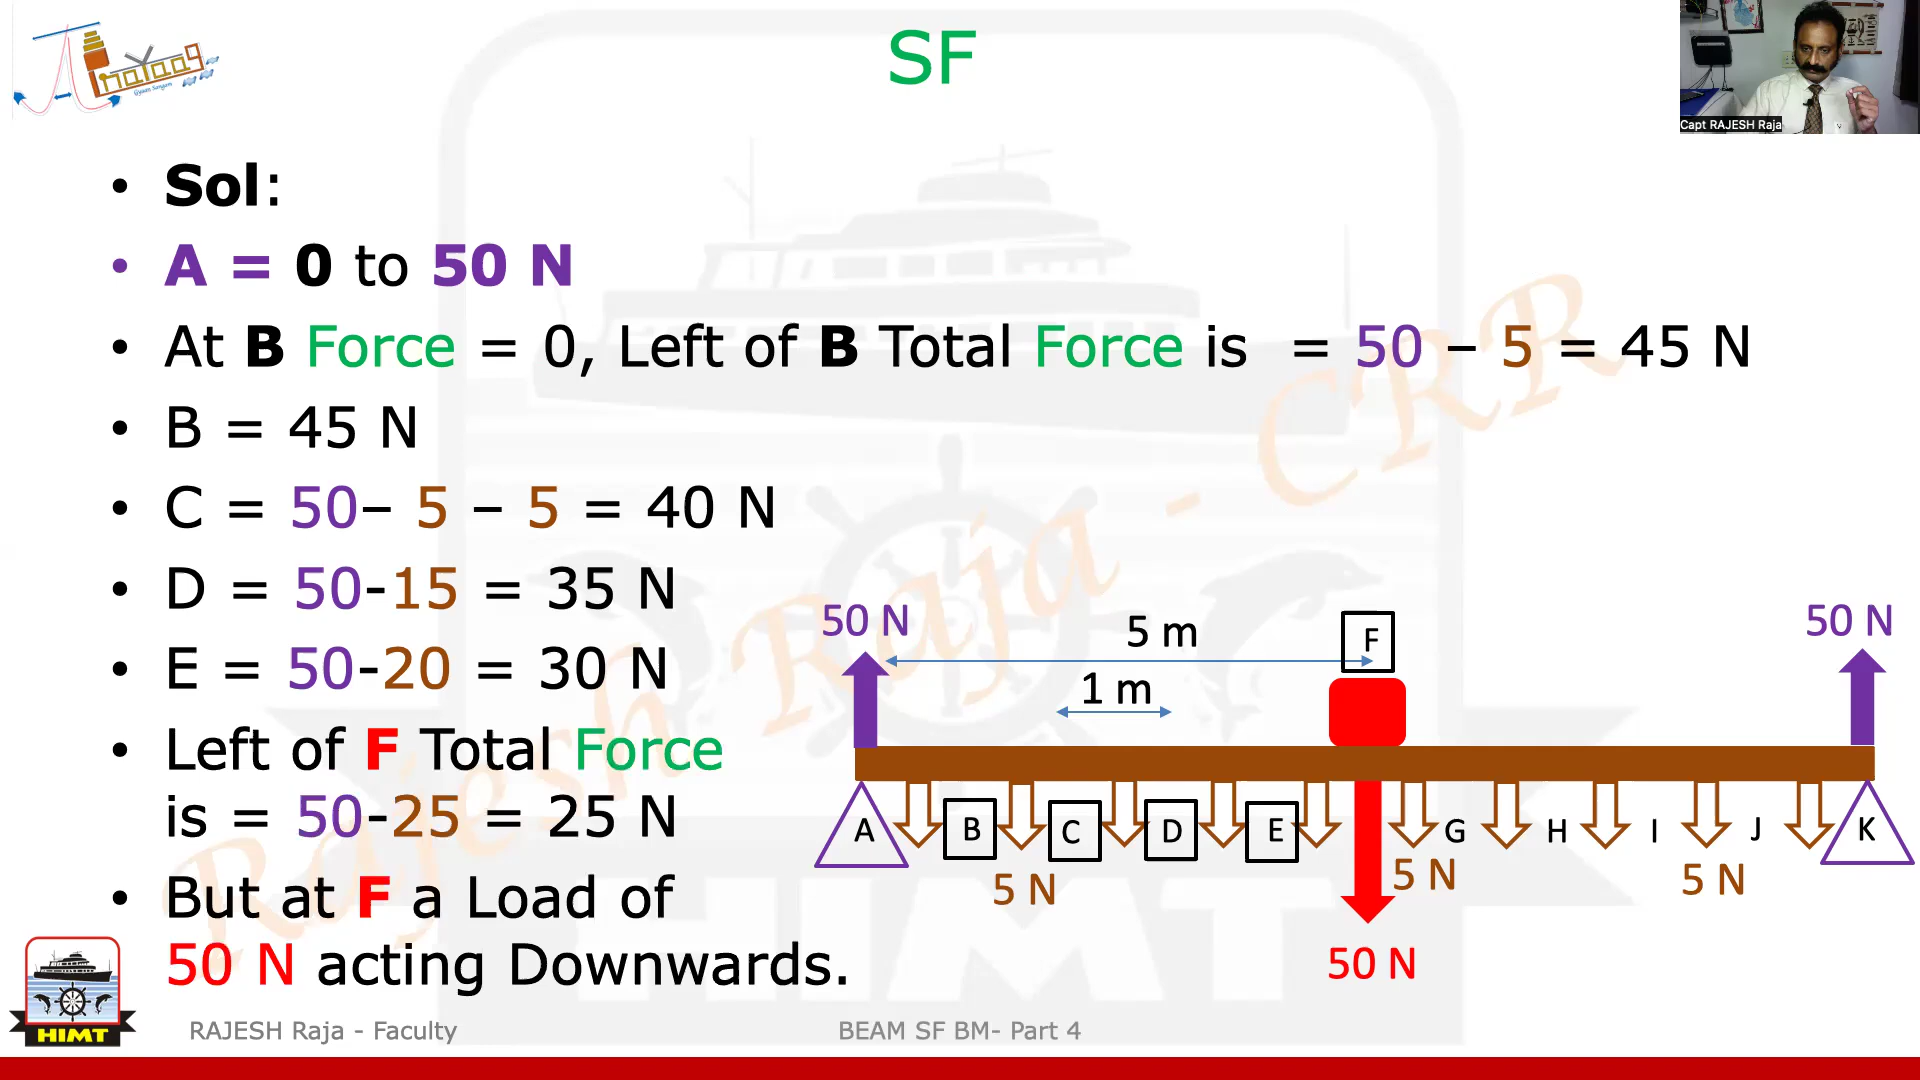 SF
Capt RAJESH Raja
• Sol:
• A = 0 to 50 N
• At B Force = 0, Left of B Total Force is = 50 – 5 = 45 N
• B = 45 N
• C = 50– 5 – 5 = 40 N
• D = 50-15 = 35 N
• E = 50-20 = 30 N
• Left of F Total Force
is = 50-25 = 25 N
• But at F a Load of
50 N acting Downwards.
50 N
5 m
F
50 N
1 m
A B C D E G H I J K
5 N
5 N
5 N
50 N
Rajesh Raja - CRR
HIMT
HIMT
RAJESH Raja - Faculty
BEAM SF BM- Part 4